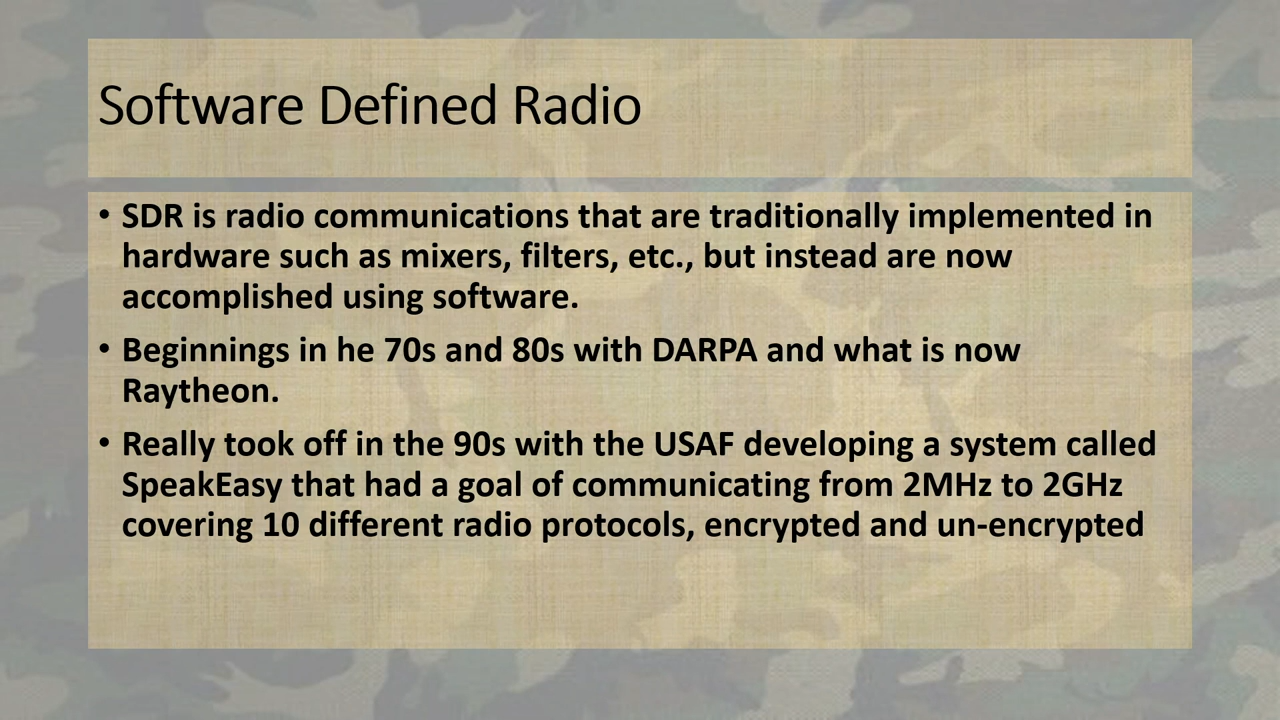 Software Defined Radio
• SDR is radio communications that are traditionally implemented in
hardware such as mixers, filters, etc., but instead are now
accomplished using software.
• Beginnings in he 70s and 80s with DARPA and what is now
Raytheon.
• Really took off in the 90s with the USAF developing a system called
SpeakEasy that had a goal of communicating from 2MHz to 2GHz
covering 10 different radio protocols, encrypted and un-encrypted